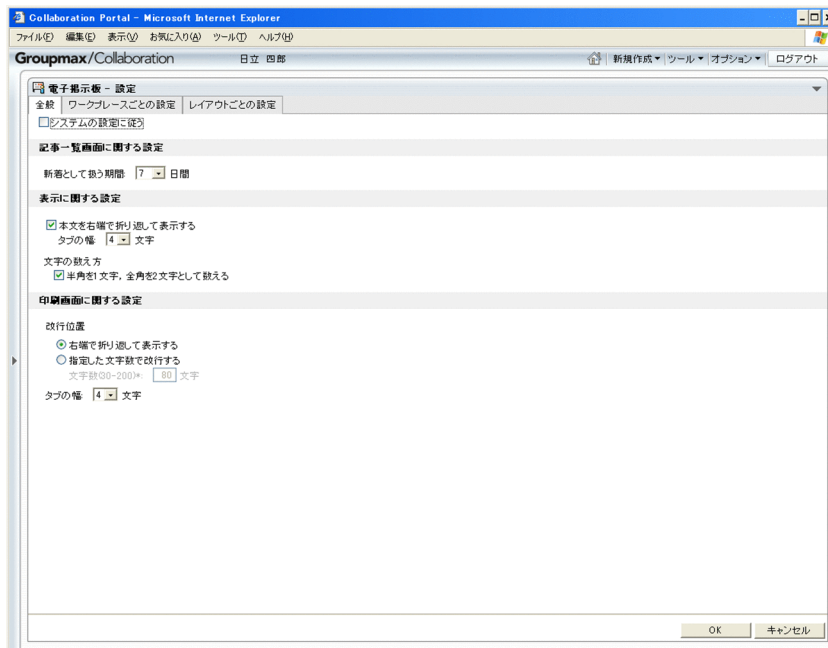 Collaboration Portal - Microsoft Internet Explorer
ファイル(F) 編集(E) 表示(V) お気に入り(A) ツール(T) ヘルプ(H)
Groupmax/Collaboration 日立 四郎 新規作成 ツール オプション ログアウト
電子掲示板 - 設定
全般 ワークプレースごとの設定 レイアウトごとの設定
システムの設定に従う
記事一覧画面に関する設定
新着として扱う期間: 7 日間
表示に関する設定
本文を右端で折り返して表示する
タブの幅: 4 文字
文字の数え方
半角を1文字, 全角を2文字として数える
印刷画面に関する設定
改行位置
右端で折り返して表示する
指定した文字数で改行する
文字数(30-200)*: 80 文字
タブの幅: 4 文字
OK キャンセル